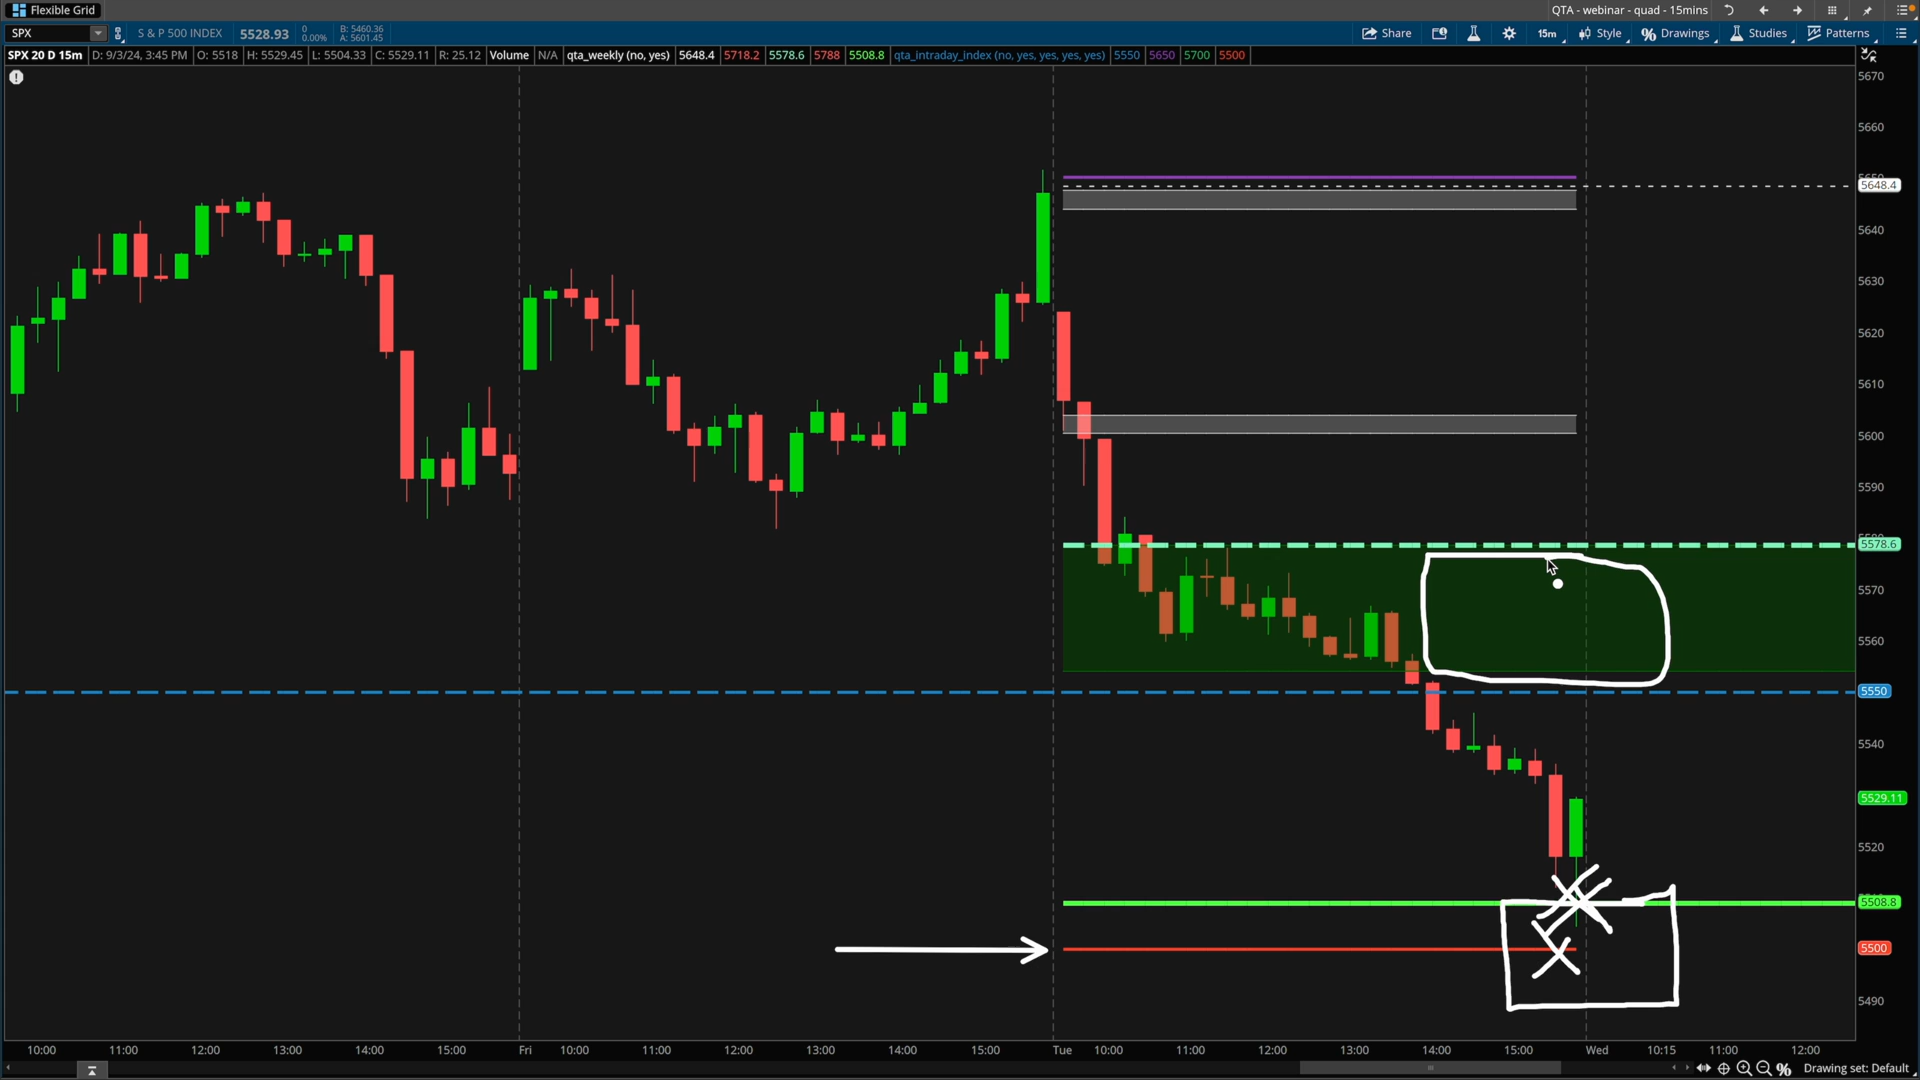 Flexible Grid
QTA - webinar - quad - 15mins
SPX
S & P 500 INDEX
5528.93
0
0.00%
B: 5460.36
A: 5601.45
Share
15m
Style
Drawings
Studies
Patterns
SPX 20 D 15m D: 9/3/24, 3:45 PM O: 5518 H: 5529.45 L: 5504.33 C: 5529.11 R: 25.12 Volume N/A qta_weekly (no, yes) 5648.4 5718.2 5578.6 5788 5508.8 qta_intraday_index (no, yes, yes, yes, yes) 5550 5650 5700 5500
5670
5660
5648.4
5640
5630
5620
5610
5600
5590
5578.6
5570
5560
5550
5540
5529.11
5520
5508.8
5500
5490
10:00 11:00 12:00 13:00 14:00 15:00 Fri 10:00 11:00 12:00 13:00 14:00 15:00 Tue 10:00 11:00 12:00 13:00 14:00 15:00 Wed 10:15 11:00 12:00
Drawing set: Default